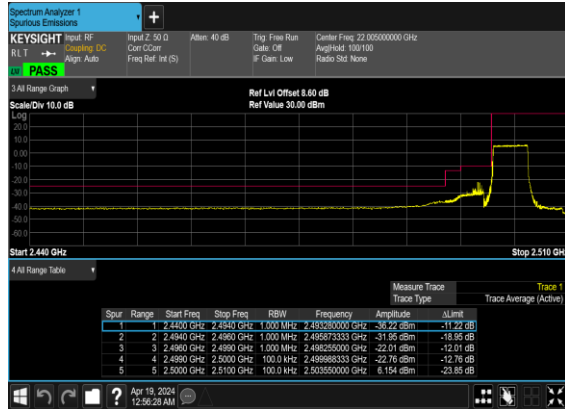 Spectrum Analyzer 1
Spurious Emissions
+
KEYSIGHT Input: RF Input Z: 50 Ω Atten: 40 dB Trig: Free Run Center Freq: 22.005000000 GHz
RLT Coupling: DC Corr CCorr Gate: Off Avg|Hold: 100/100
Align: Auto Freq Ref: Int (S) IF Gain: Low Radio Std: None
PASS
3 All Range Graph Ref Lvl Offset 8.60 dB
Scale/Div 10.0 dB Ref Value 30.00 dBm
Log
20.0
10.0
0.00
-10.0
-20.0
-30.0
-40.0
-50.0
-60.0
Start 2.440 GHz Stop 2.510 GH
4 All Range Table
Measure Trace Trace 1
Trace Type Trace Average (Active)
Spur Range Start Freq Stop Freq RBW Frequency Amplitude ΔLimit
1 1 2.4400 GHz 2.4940 GHz 1.000 MHz 2.493280000 GHz -36.22 dBm -11.22 dB
2 2 2.4940 GHz 2.4960 GHz 1.000 MHz 2.495873333 GHz -31.95 dBm -18.95 dB
3 3 2.4960 GHz 2.4990 GHz 1.000 MHz 2.498255000 GHz -22.01 dBm -12.01 dB
4 4 2.4990 GHz 2.5000 GHz 100.0 kHz 2.499988333 GHz -22.76 dBm -12.76 dB
5 5 2.5000 GHz 2.5100 GHz 100.0 kHz 2.503550000 GHz 6.154 dBm -23.85 dB
? Apr 19, 2024
12:56:28 AM